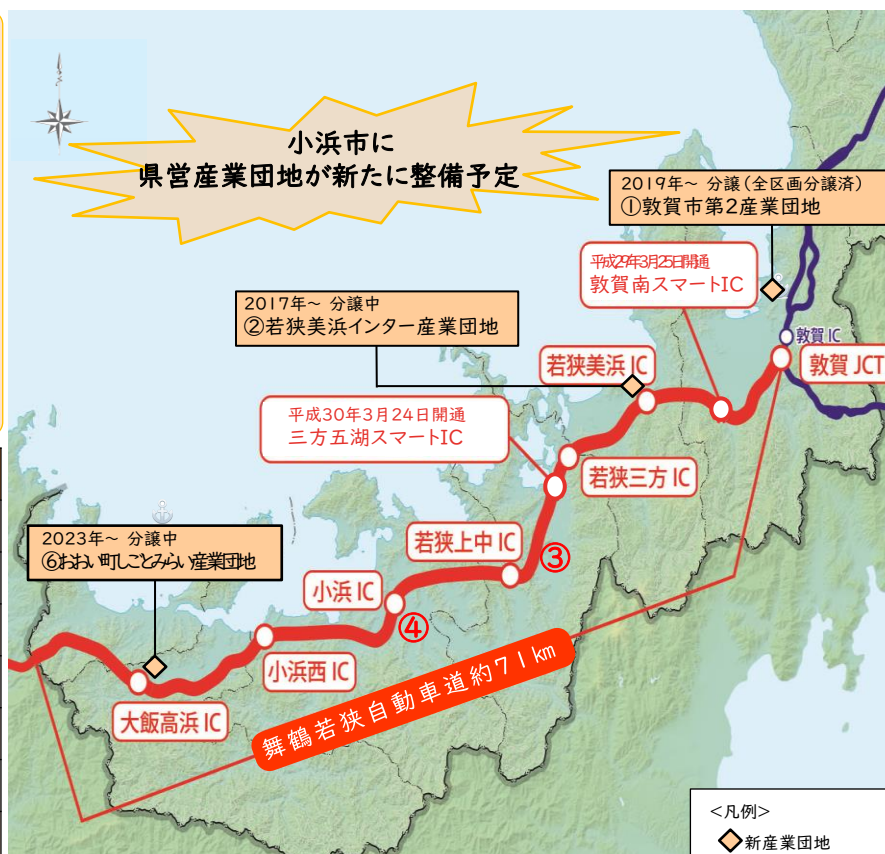 小浜市に
県営産業団地が新たに整備予定
2019年～ 分譲(全区画分譲済)
①敦賀市第2産業団地
平成29年3月25日開通
敦賀南スマートIC
2017年～ 分譲中
②若狭美浜インター産業団地
敦賀 IC
若狭美浜 IC
敦賀 JCT
平成30年3月24日開通
三方五湖スマートIC
若狭三方 IC
2023年～ 分譲中
⑥おおい町しごとみらい産業団地
若狭上中 IC
③
小浜 IC
④
小浜西 IC
舞鶴若狭自動車道約71km
大飯高浜 IC
<凡例>
新産業団地